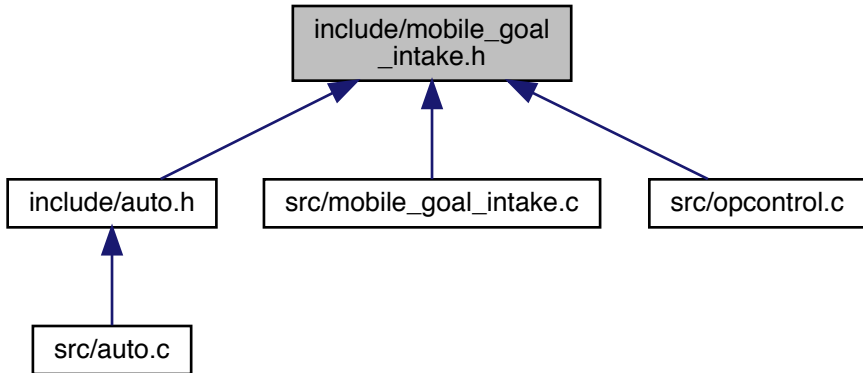 include/mobile_goal
_intake.h
include/auto.h
src/mobile_goal_intake.c
src/opcontrol.c
src/auto.c